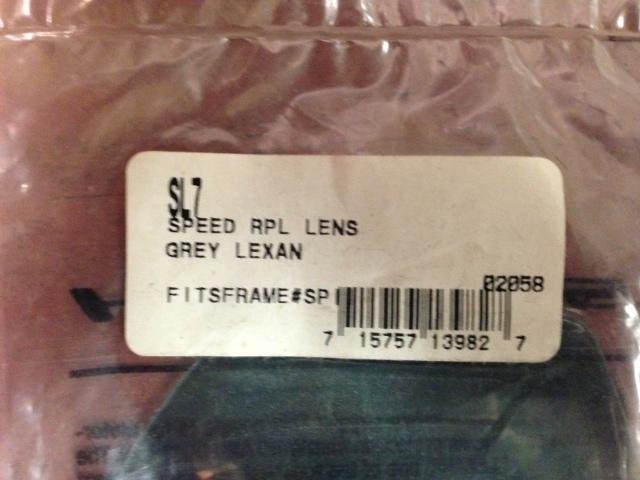 SL7
SPEED RPL LENS
GREY LEXAN
02058
FITSFRAME#SP
7 15757 13982 7